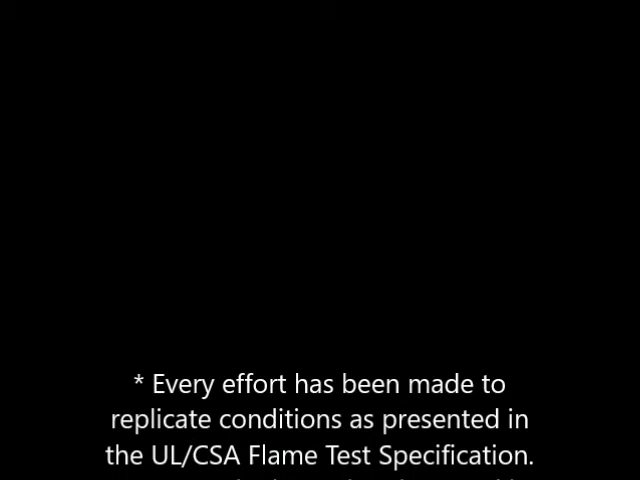 * Every effort has been made to
replicate conditions as presented in
the UL/CSA Flame Test Specification.